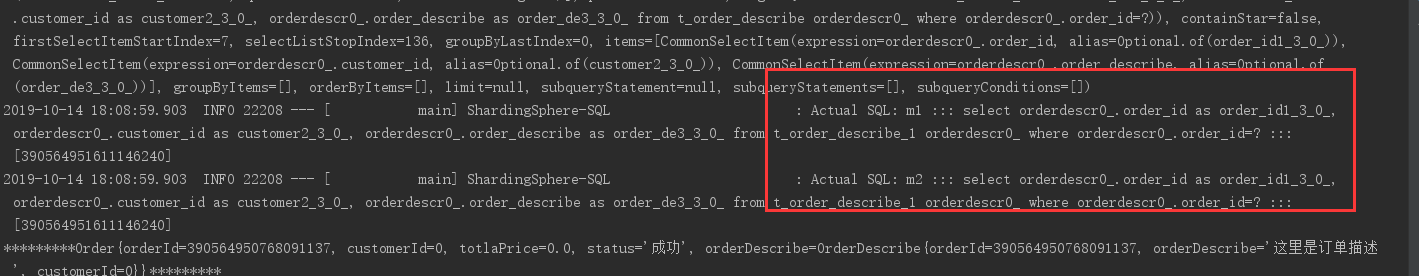 .customer_id as customer2_3_0_, orderdescr0_.order_describe as order_de3_3_0_ from t_order_describe orderdescr0_ where orderdescr0_.order_id=?)), containStar=false,
firstSelectItemStartIndex=7, selectListStopIndex=136, groupByLastIndex=0, items=[CommonSelectItem(expression=orderdescr0_.order_id, alias=Optional.of(order_id1_3_0_)),
CommonSelectItem(expression=orderdescr0_.customer_id, alias=Optional.of(customer2_3_0_)), CommonSelectItem(expression=orderdescr0_.order_describe, alias=Optional.of
(order_de3_3_0_))], groupByItems=[], orderByItems=[], limit=null, subqueryStatement=null, subqueryStatements=[], subqueryConditions=[])
2019-10-14 18:08:59.903  INFO 22208 --- [           main] ShardingSphere-SQL                       : Actual SQL: m1 ::: select orderdescr0_.order_id as order_id1_3_0_,
orderdescr0_.customer_id as customer2_3_0_, orderdescr0_.order_describe as order_de3_3_0_ from t_order_describe_1 orderdescr0_ where orderdescr0_.order_id=? :::
[390564951611146240]
2019-10-14 18:08:59.903  INFO 22208 --- [           main] ShardingSphere-SQL                       : Actual SQL: m2 ::: select orderdescr0_.order_id as order_id1_3_0_,
orderdescr0_.customer_id as customer2_3_0_, orderdescr0_.order_describe as order_de3_3_0_ from t_order_describe_1 orderdescr0_ where orderdescr0_.order_id=? :::
[390564951611146240]
*********Order{orderId=390564950768091137, customerId=0, totlaPrice=0.0, status='成功', orderDescribe=OrderDescribe{orderId=390564950768091137, orderDescribe='这里是订单描述
', customerId=0}}*********